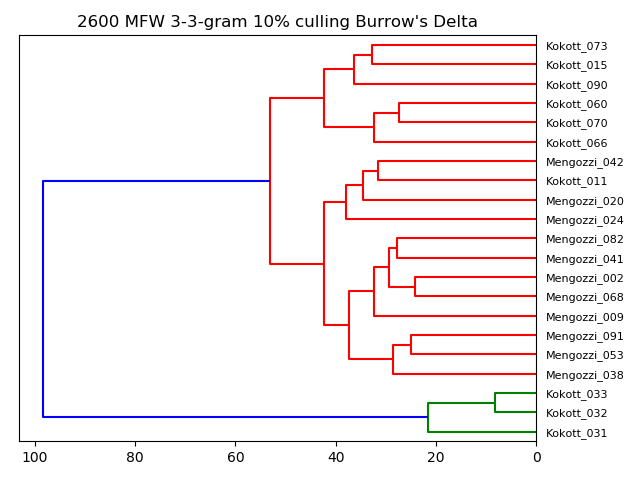 2600 MFW 3-3-gram 10% culling Burrow's Delta
Kokott_073
Kokott_015
Kokott_090
Kokott_060
Kokott_070
Kokott_066
Mengozzi_042
Kokott_011
Mengozzi_020
Mengozzi_024
Mengozzi_082
Mengozzi_041
Mengozzi_002
Mengozzi_068
Mengozzi_009
Mengozzi_091
Mengozzi_053
Mengozzi_038
Kokott_033
Kokott_032
Kokott_031
100 80 60 40 20 0